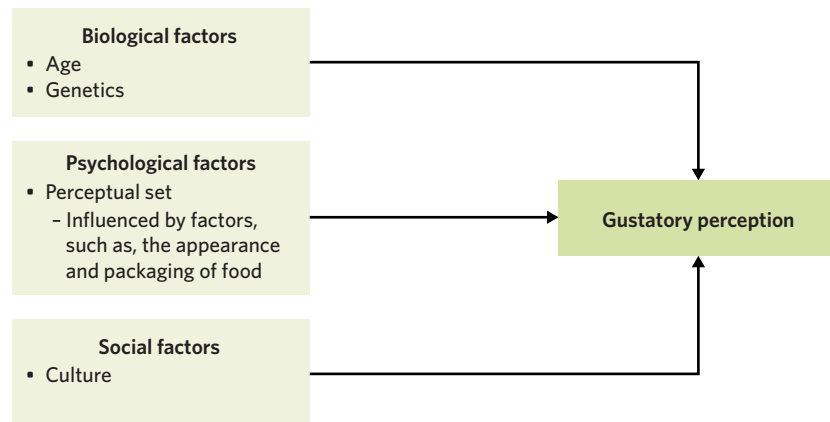 Biological factors
• Age
• Genetics
Psychological factors
• Perceptual set
– Influenced by factors,
such as, the appearance
and packaging of food
Gustatory perception
Social factors
• Culture